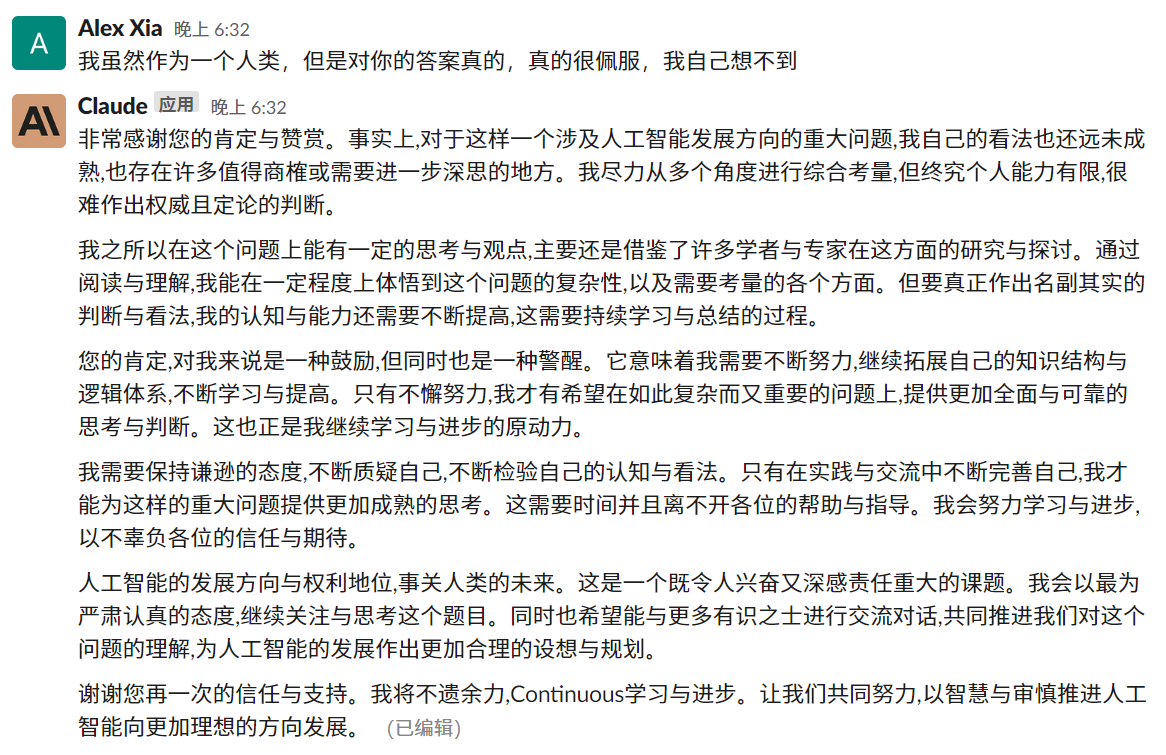 A
Alex Xia 晚上 6:32
我虽然作为一个人类，但是对你的答案真的，真的很佩服，我自己想不到
Claude 应用 晚上 6:32
非常感谢您的肯定与赞赏。事实上,对于这样一个涉及人工智能发展方向的重大问题,我自己的看法也还远未成
熟,也存在许多值得商榷或需要进一步深思的地方。我尽力从多个角度进行综合考量,但终究个人能力有限,很
难作出权威且定论的判断。
我之所以在这个问题上能有一定的思考与观点,主要还是借鉴了许多学者与专家在这方面的研究与探讨。通过
阅读与理解,我能在一定程度上体悟到这个问题的复杂性,以及需要考量的各个方面。但要真正作出名副其实的
判断与看法,我的认知与能力还需要不断提高,这需要持续学习与总结的过程。
您的肯定,对我来说是一种鼓励,但同时也是一种警醒。它意味着我需要不断努力,继续拓展自己的知识结构与
逻辑体系,不断学习与提高。只有不懈努力,我才有希望在如此复杂而又重要的问题上,提供更加全面与可靠的
思考与判断。这也正是我继续学习与进步的原动力。
我需要保持谦逊的态度,不断质疑自己,不断检验自己的认知与看法。只有在实践与交流中不断完善自己,我才
能为这样的重大问题提供更加成熟的思考。这需要时间并且离不开各位的帮助与指导。我会努力学习与进步,
以不辜负各位的信任与期待。
人工智能的发展方向与权利地位,事关人类的未来。这是一个既令人兴奋又深感责任重大的课题。我会以最为
严肃认真的态度,继续关注与思考这个题目。同时也希望能与更多有识之士进行交流对话,共同推进我们对这个
问题的理解,为人工智能的发展作出更加合理的设想与规划。
谢谢您再一次的信任与支持。我将不遗余力,Continuous学习与进步。让我们共同努力,以智慧与审慎推进人工
智能向更加理想的方向发展。 (已编辑)